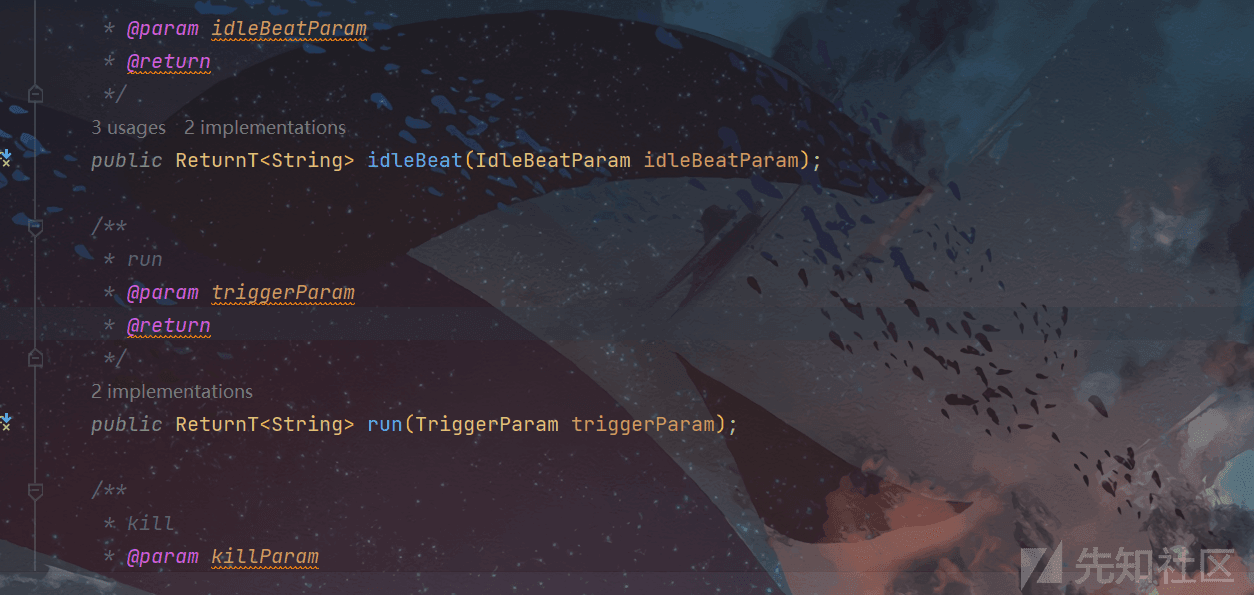 * @param idleBeatParam
* @return
*/
3 usages 2 implementations
public ReturnT<String> idleBeat(IdleBeatParam idleBeatParam);
/**
* run
* @param triggerParam
* @return
*/
2 implementations
public ReturnT<String> run(TriggerParam triggerParam);
/**
* kill
* @param killParam
先知社区